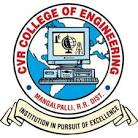 CVR COLLEGE OF ENGINEERING
MANGALPALLI, R.R. DIST.
INSTITUTION IN PURSUIT OF EXCELLENCE